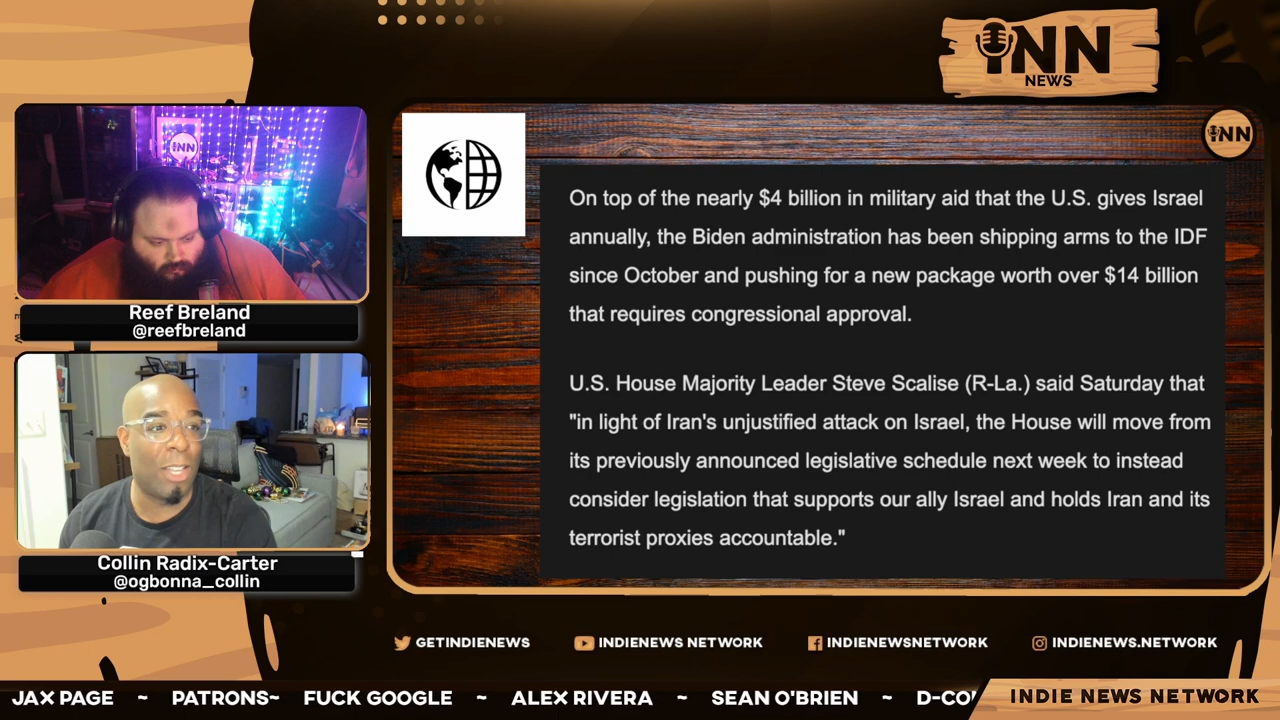 INN
NEWS
INN
INN
On top of the nearly $4 billion in military aid that the U.S. gives Israel
annually, the Biden administration has been shipping arms to the IDF
since October and pushing for a new package worth over $14 billion
that requires congressional approval.
U.S. House Majority Leader Steve Scalise (R-La.) said Saturday that
"in light of Iran's unjustified attack on Israel, the House will move from
its previously announced legislative schedule next week to instead
consider legislation that supports our ally Israel and holds Iran and its
terrorist proxies accountable."
Reef Breland
@reefbreland
Collin Radix-Carter
@ogbonna_collin
GETINDIENEWS
INDIENEWS NETWORK
INDIENEWSNETWORK
INDIENEWS.NETWORK
JAX PAGE ~ PATRONS~ FUCK GOOGLE ~ ALEX RIVERA ~ SEAN O'BRIEN ~ D-CO
INDIE NEWS NETWORK